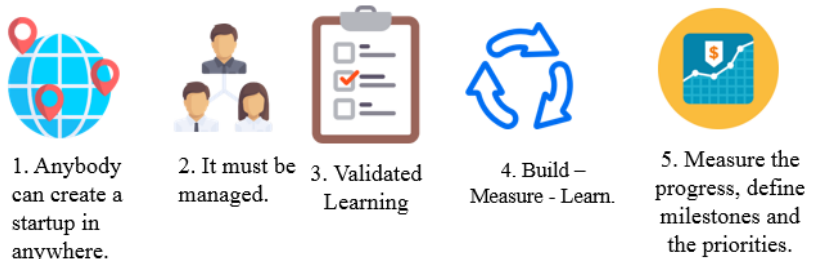 1. Anybody
can create a
startup in
anywhere.
2. It must be
managed.
3. Validated
Learning
4. Build –
Measure - Learn.
5. Measure the
progress, define
milestones and
the priorities.
$